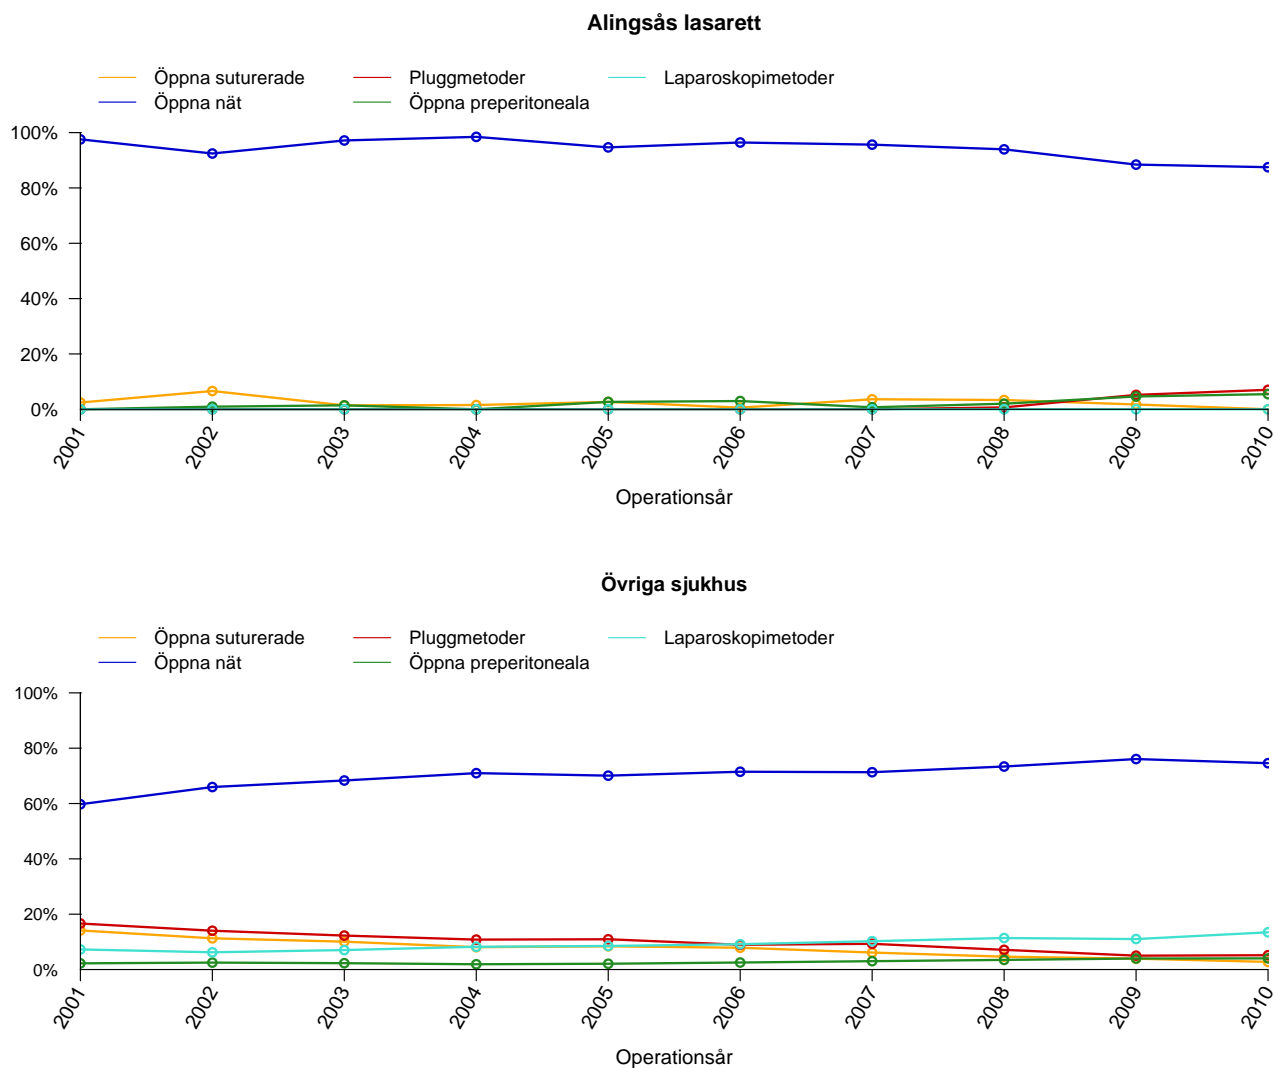 Alingsås lasarett
Öppna suturerade Pluggmetoder Laparoskopimetoder
Öppna nät Öppna preperitoneala
100%
80%
60%
40%
20%
0%
2001 2002 2003 2004 2005 2006 2007 2008 2009 2010
Operationsår
Övriga sjukhus
Öppna suturerade Pluggmetoder Laparoskopimetoder
Öppna nät Öppna preperitoneala
100%
80%
60%
40%
20%
0%
2001 2002 2003 2004 2005 2006 2007 2008 2009 2010
Operationsår